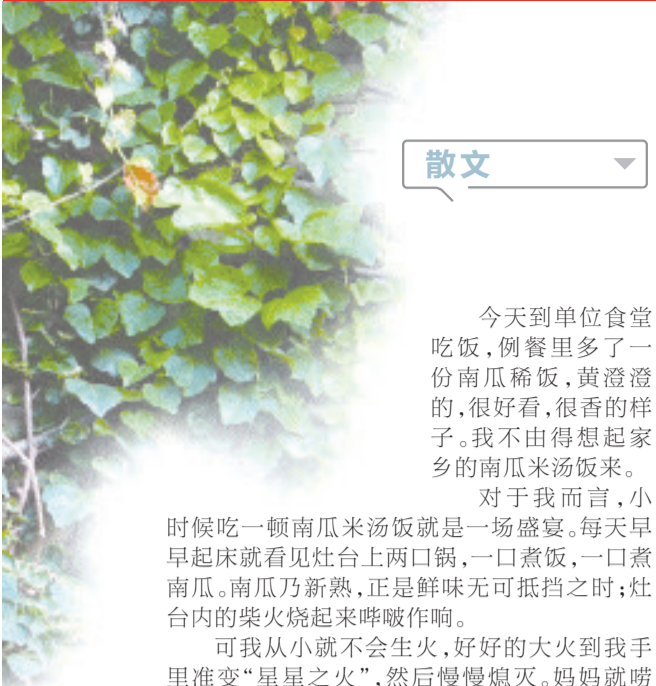 散文
今天到单位食堂
吃饭,例餐里多了一
份南瓜稀饭,黄澄澄
的,很好看,很香的样
子。我不由得想起家
乡的南瓜米汤饭来。
对于我而言,小
时候吃一顿南瓜米汤饭就是一场盛宴。每天早
早起床就看见灶台上两口锅,一口煮饭,一口煮
南瓜。南瓜乃新熟,正是鲜味无可抵挡之时;灶
台内的柴火烧起来哔啵作响。
可我从小就不会生火,好好的大火到我手
里准变“星星之火”,然后慢慢熄灭。妈妈就唠